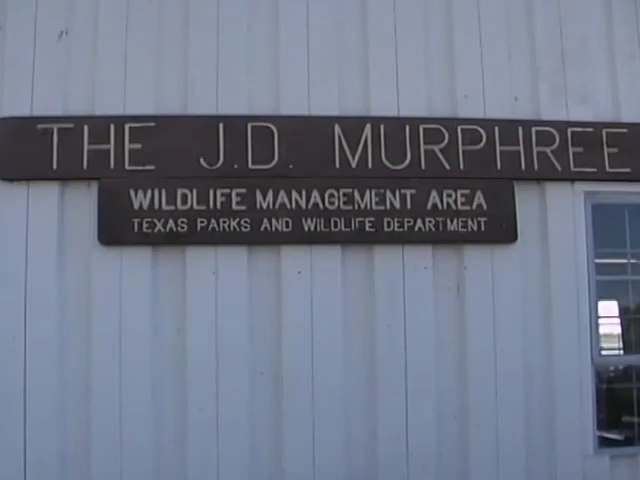 THE J.D. MURPHREE
WILDLIFE MANAGEMENT AREA
TEXAS PARKS AND WILDLIFE DEPARTMENT